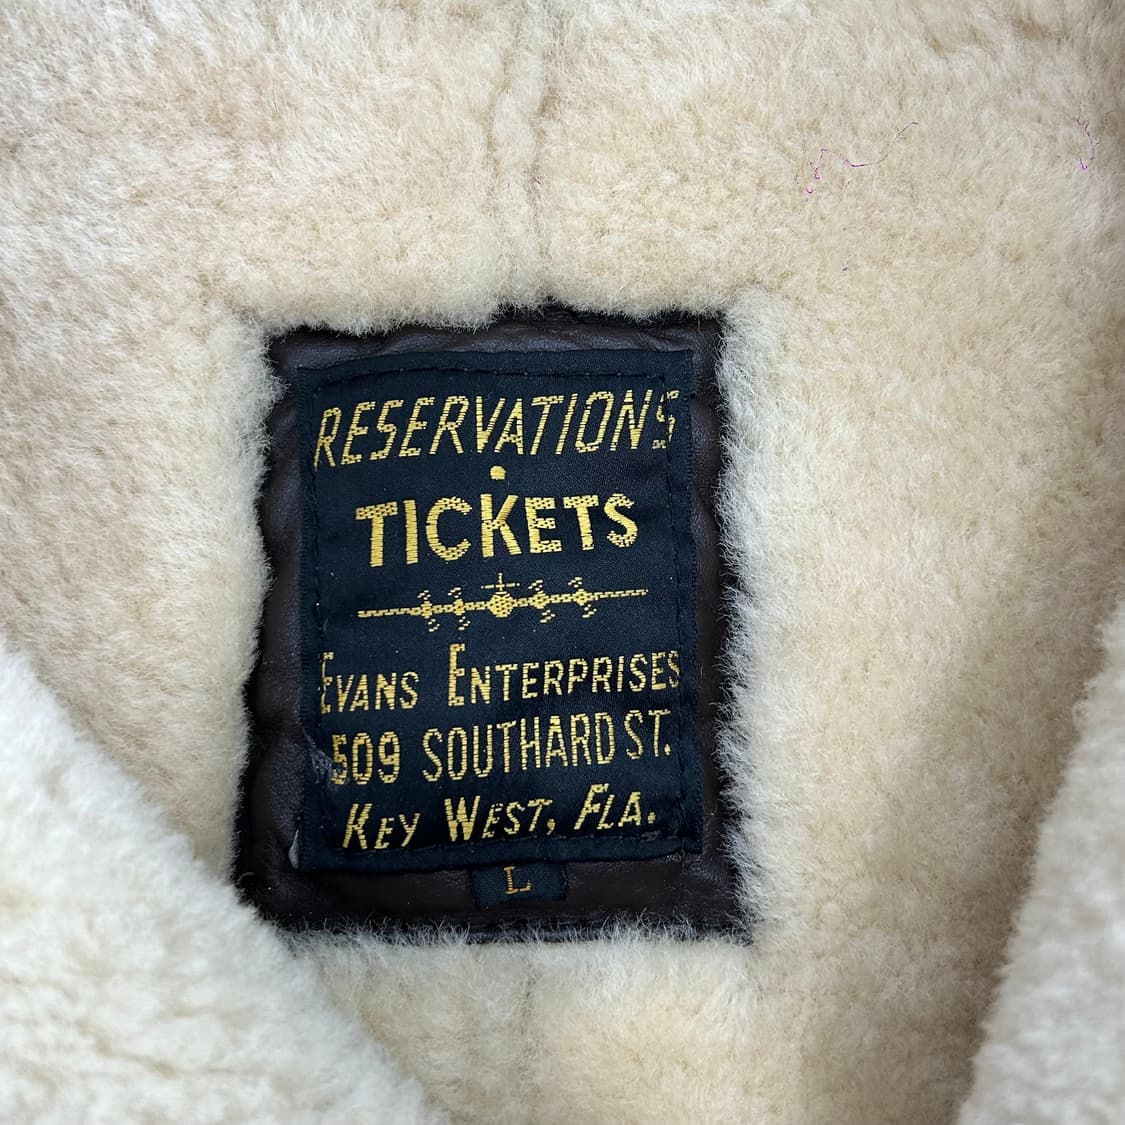 RESERVATIONS
TICKETS
EVANS ENTERPRISES
509 SOUTHARD ST.
KEY WEST, FLA.
L